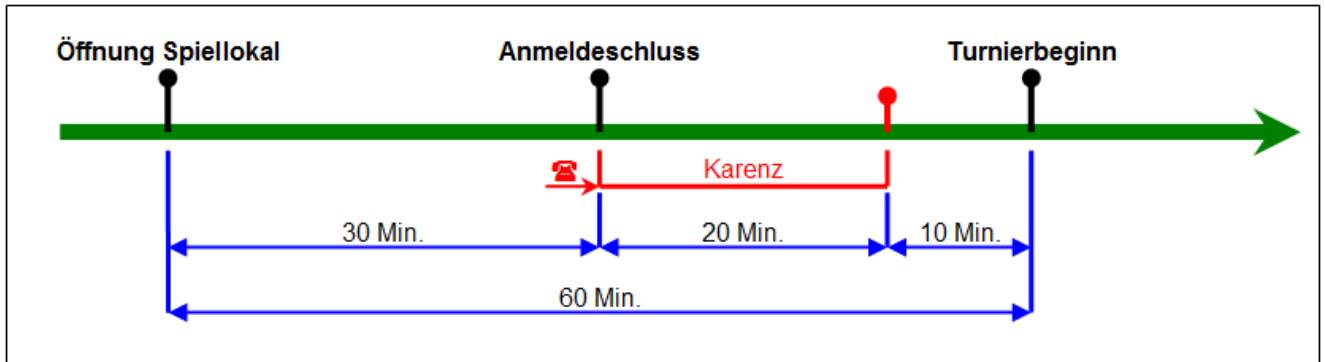 Öffnung Spiellokal Anmeldeschluss Turnierbeginn
Karenz
30 Min. 20 Min. 10 Min.
60 Min.